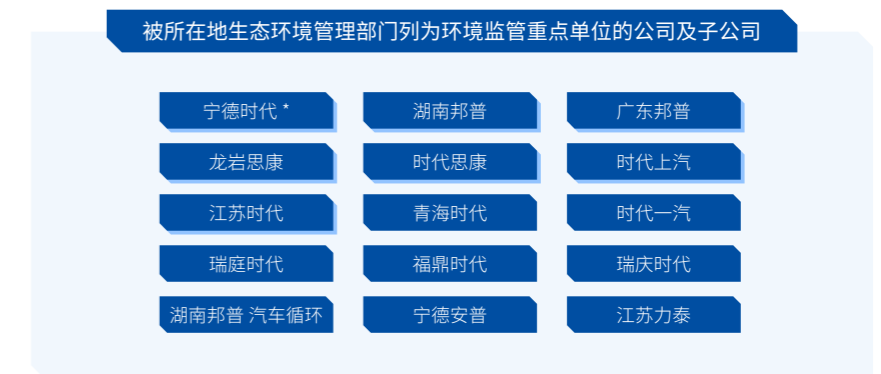 被所在地生态环境管理部门列为环境监管重点单位的公司及子公司
宁德时代 * 湖南邦普 广东邦普
龙岩思康 时代思康 时代上汽
江苏时代 青海时代 时代一汽
瑞庭时代 福鼎时代 瑞庆时代
湖南邦普 汽车循环 宁德安普 江苏力泰